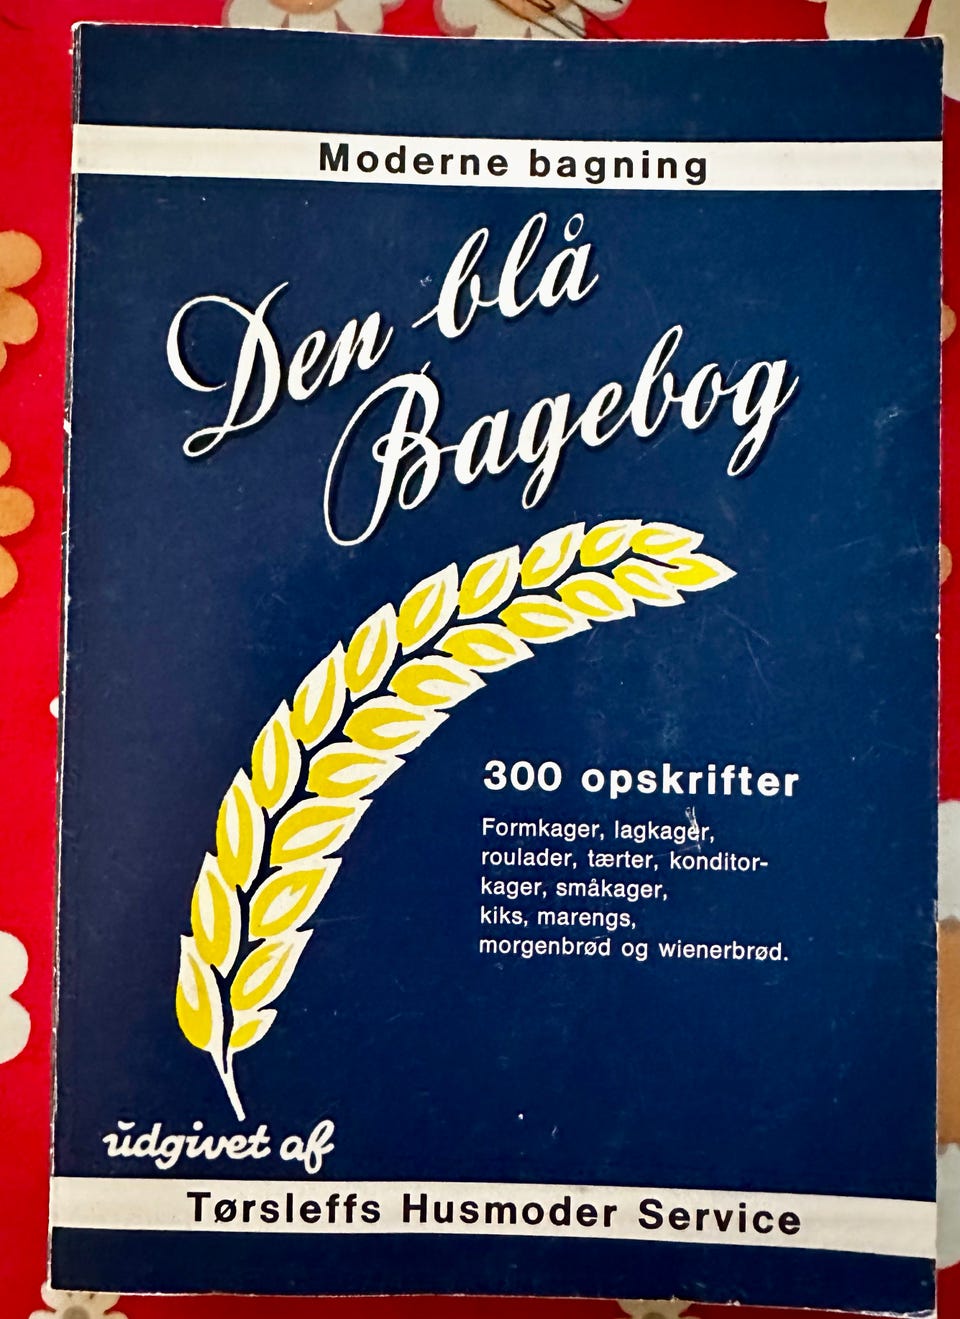 Moderne bagning
Den blå
Bagebog
300 opskrifter
Formkager, lagkager,
roulader, tærter, konditor-
kager, småkager,
kiks, marengs,
morgenbrød og wienerbrød.
udgivet af
Tørsleffs Husmoder Service